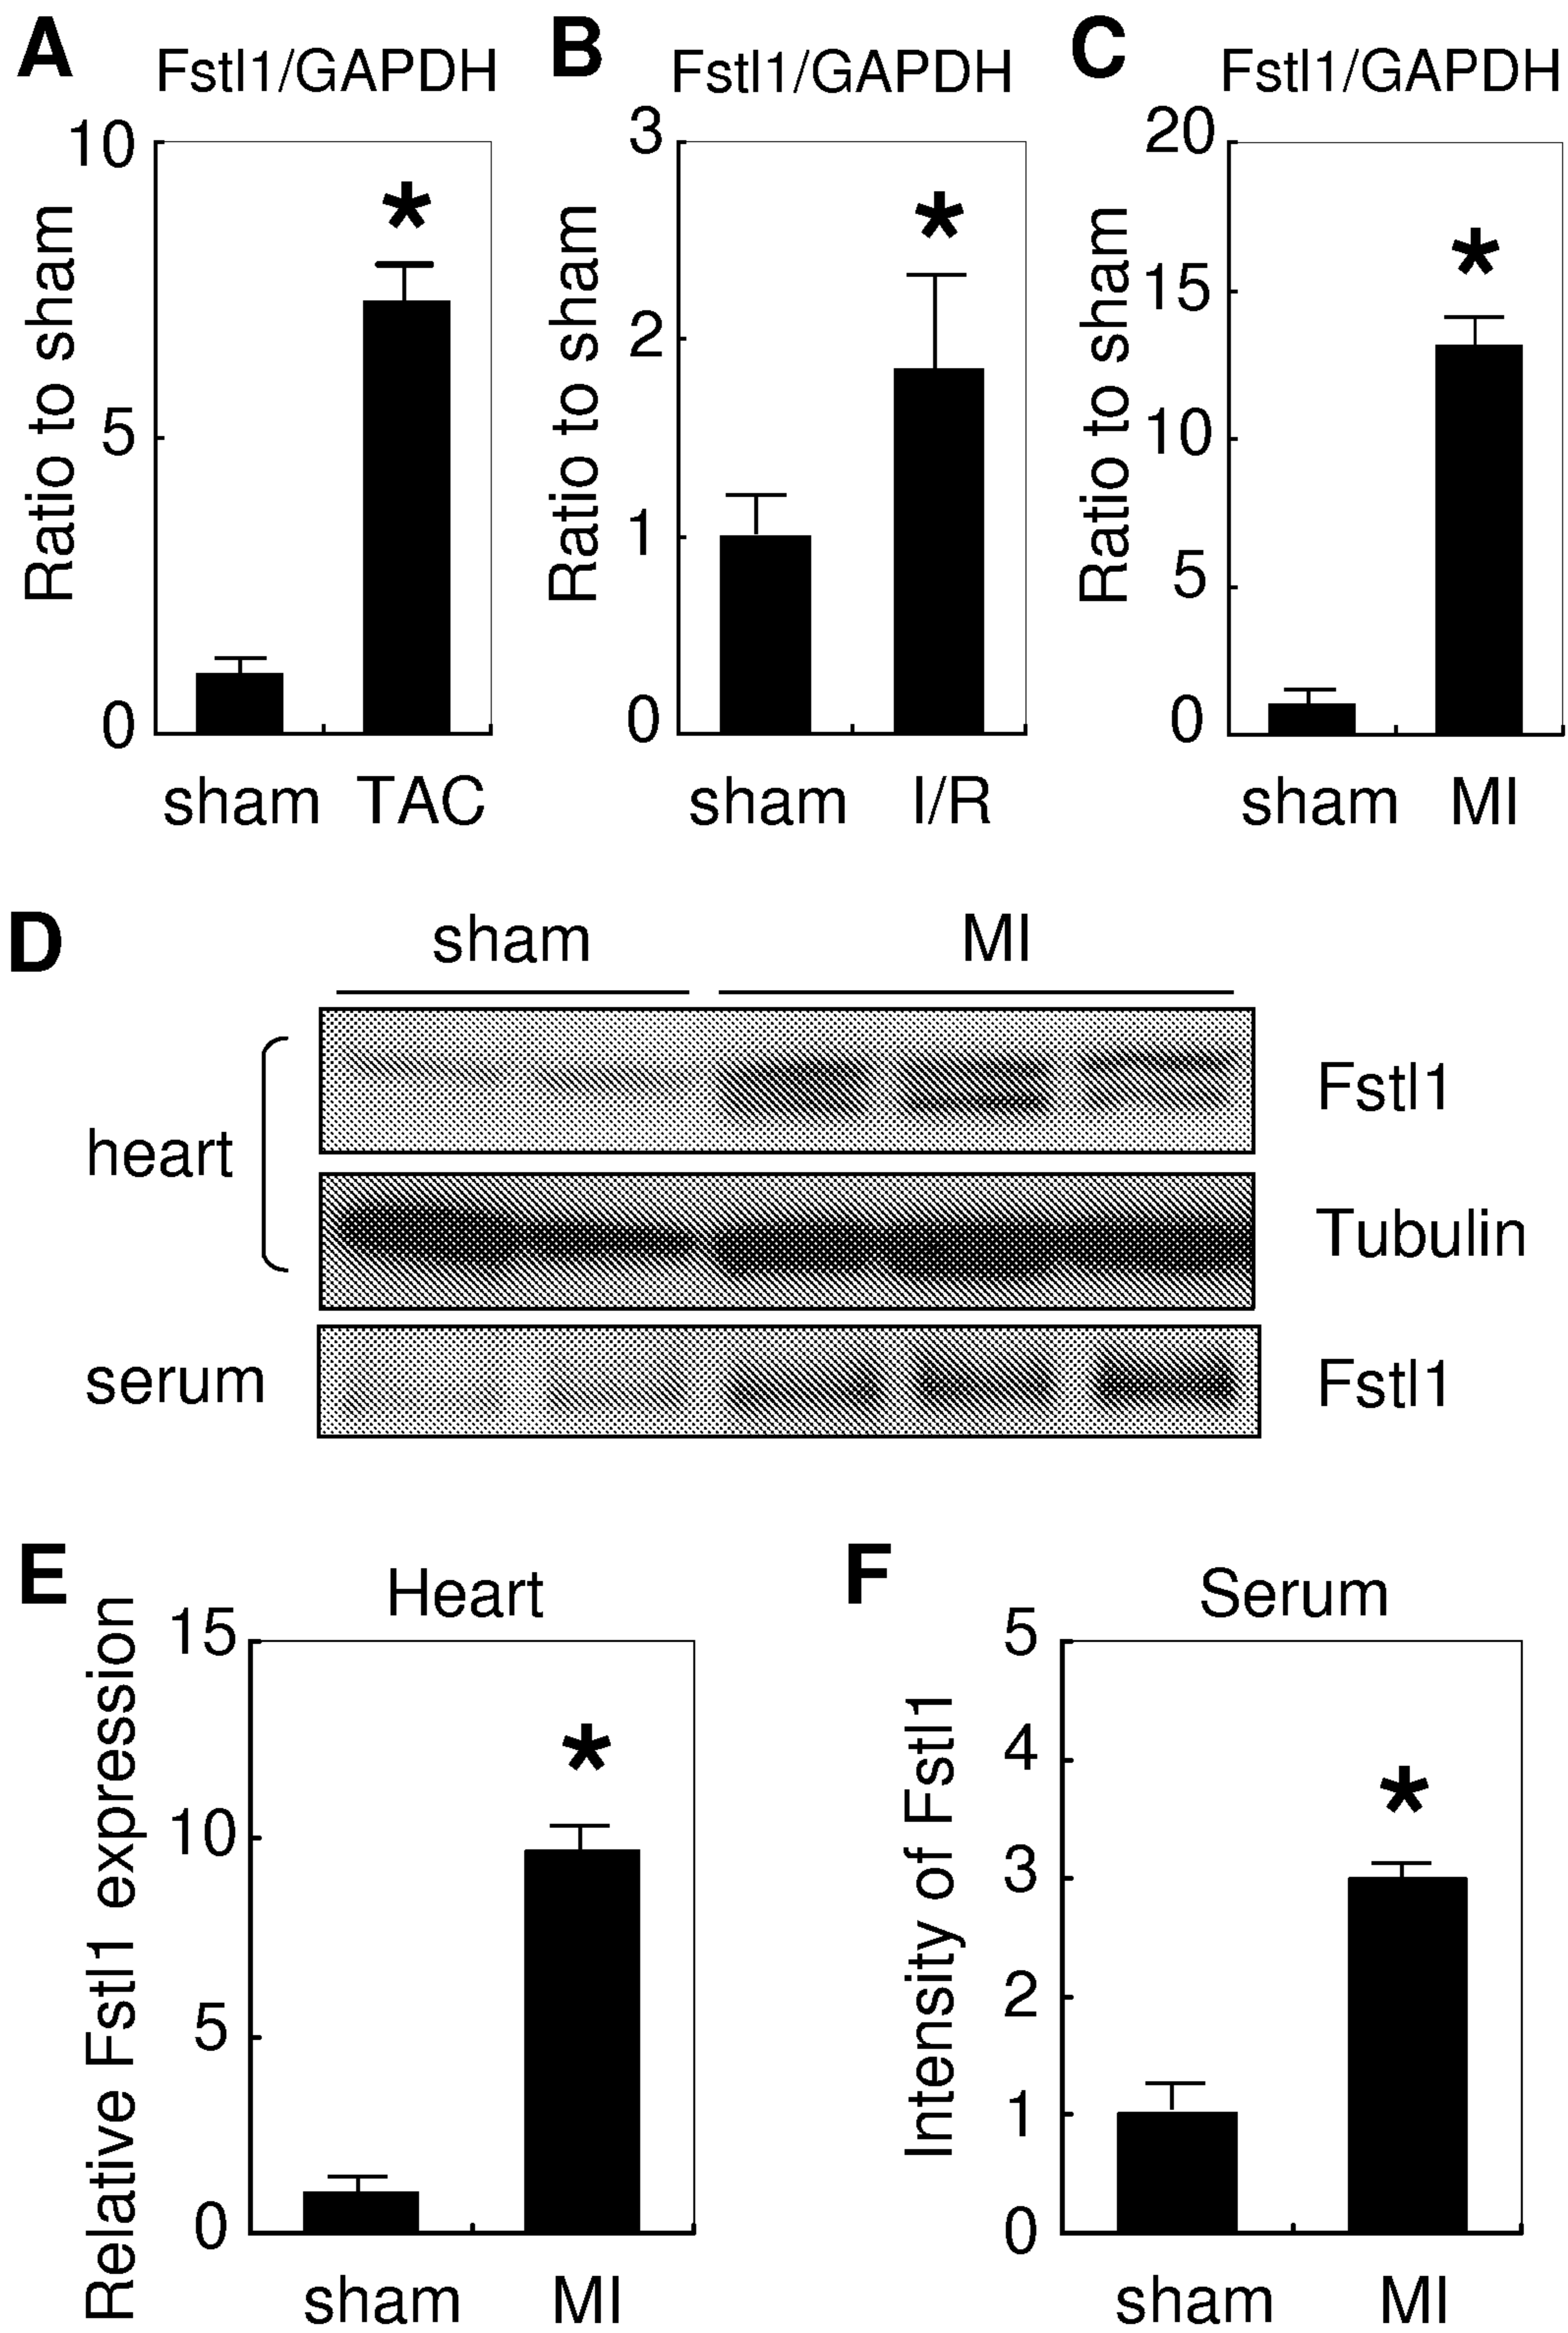 A
Fstl1/GAPDH
10
5
0
Ratio to sham
*
sham TAC
B
Fstl1/GAPDH
3
2
1
0
Ratio to sham
*
sham I/R
C
Fstl1/GAPDH
20
15
10
5
0
Ratio to sham
*
sham MI
D
sham MI
heart
Fstl1
Tubulin
serum
Fstl1
E
Heart
15
10
5
0
Relative Fstl1 expression
*
sham MI
F
Serum
5
4
3
2
1
0
Intensity of Fstl1
*
sham MI